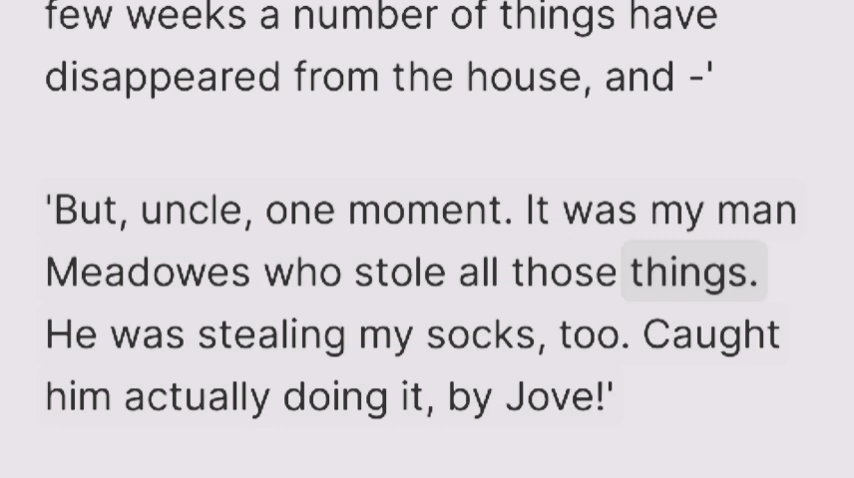 few weeks a number of things have
disappeared from the house, and -'
'But, uncle, one moment. It was my man
Meadowes who stole all those things.
He was stealing my socks, too. Caught
him actually doing it, by Jove!'